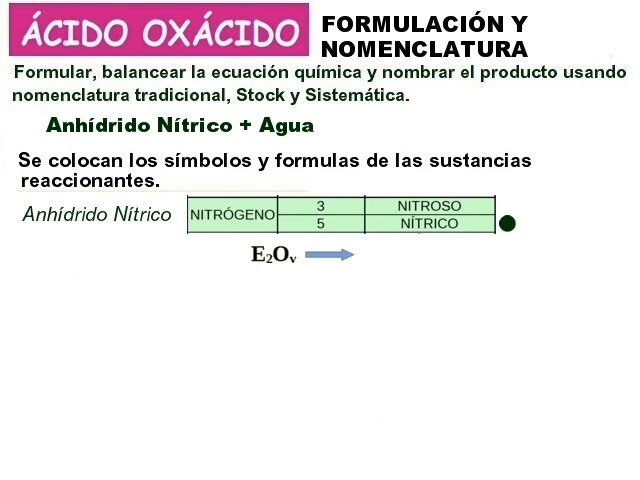 ÁCIDO OXÁCIDO
FORMULACIÓN Y
NOMENCLATURA
Formular, balancear la ecuación química y nombrar el producto usando
nomenclatura tradicional, Stock y Sistemática.
Anhídrido Nítrico + Agua
Se colocan los símbolos y formulas de las sustancias
reaccionantes.
Anhídrido Nítrico
NITRÓGENO
3 NITROSO
5 NÍTRICO
E₂Oᵥ